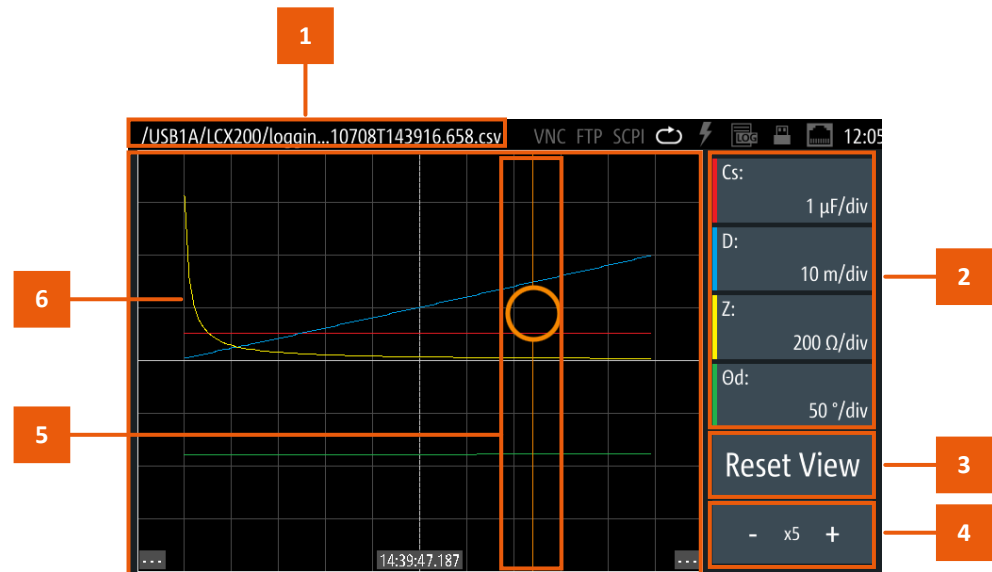 1
/USB1A/LCX200/loggin...10708T143916.658.csv VNC FTP SCPI LOG 12:05
Cs:
1 µF/div
D:
10 m/div
2
6
Z:
200 Ω/div
Θd:
50 °/div
5
Reset View
3
- x5 +
4
... 14:39:47.187 ...